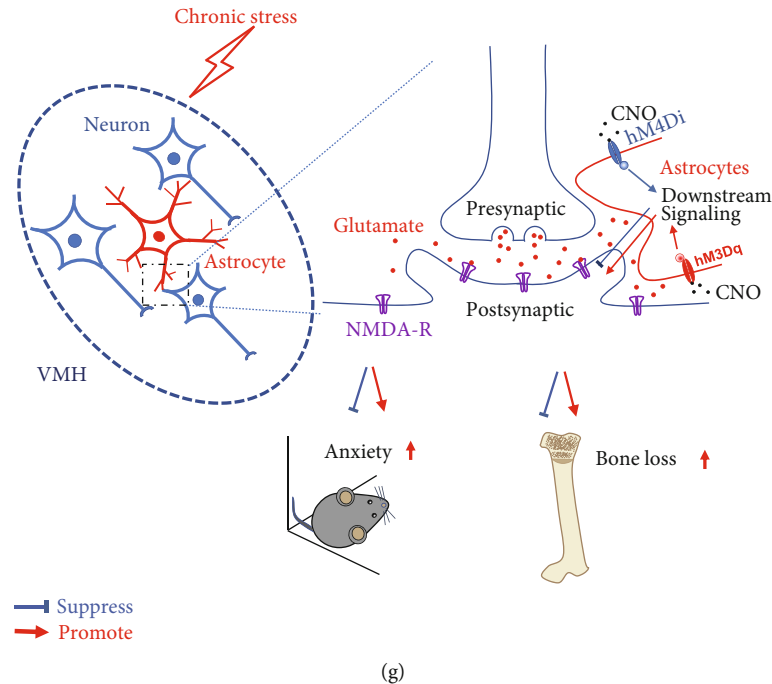 Chronic stress
Neuron
Astrocyte
VMH
CNO
hM4Di
Astrocytes
Downstream
Signaling
hM3Dq
CNO
Glutamate
Presynaptic
Postsynaptic
NMDA-R
Anxiety
Bone loss
Suppress
Promote
(g)